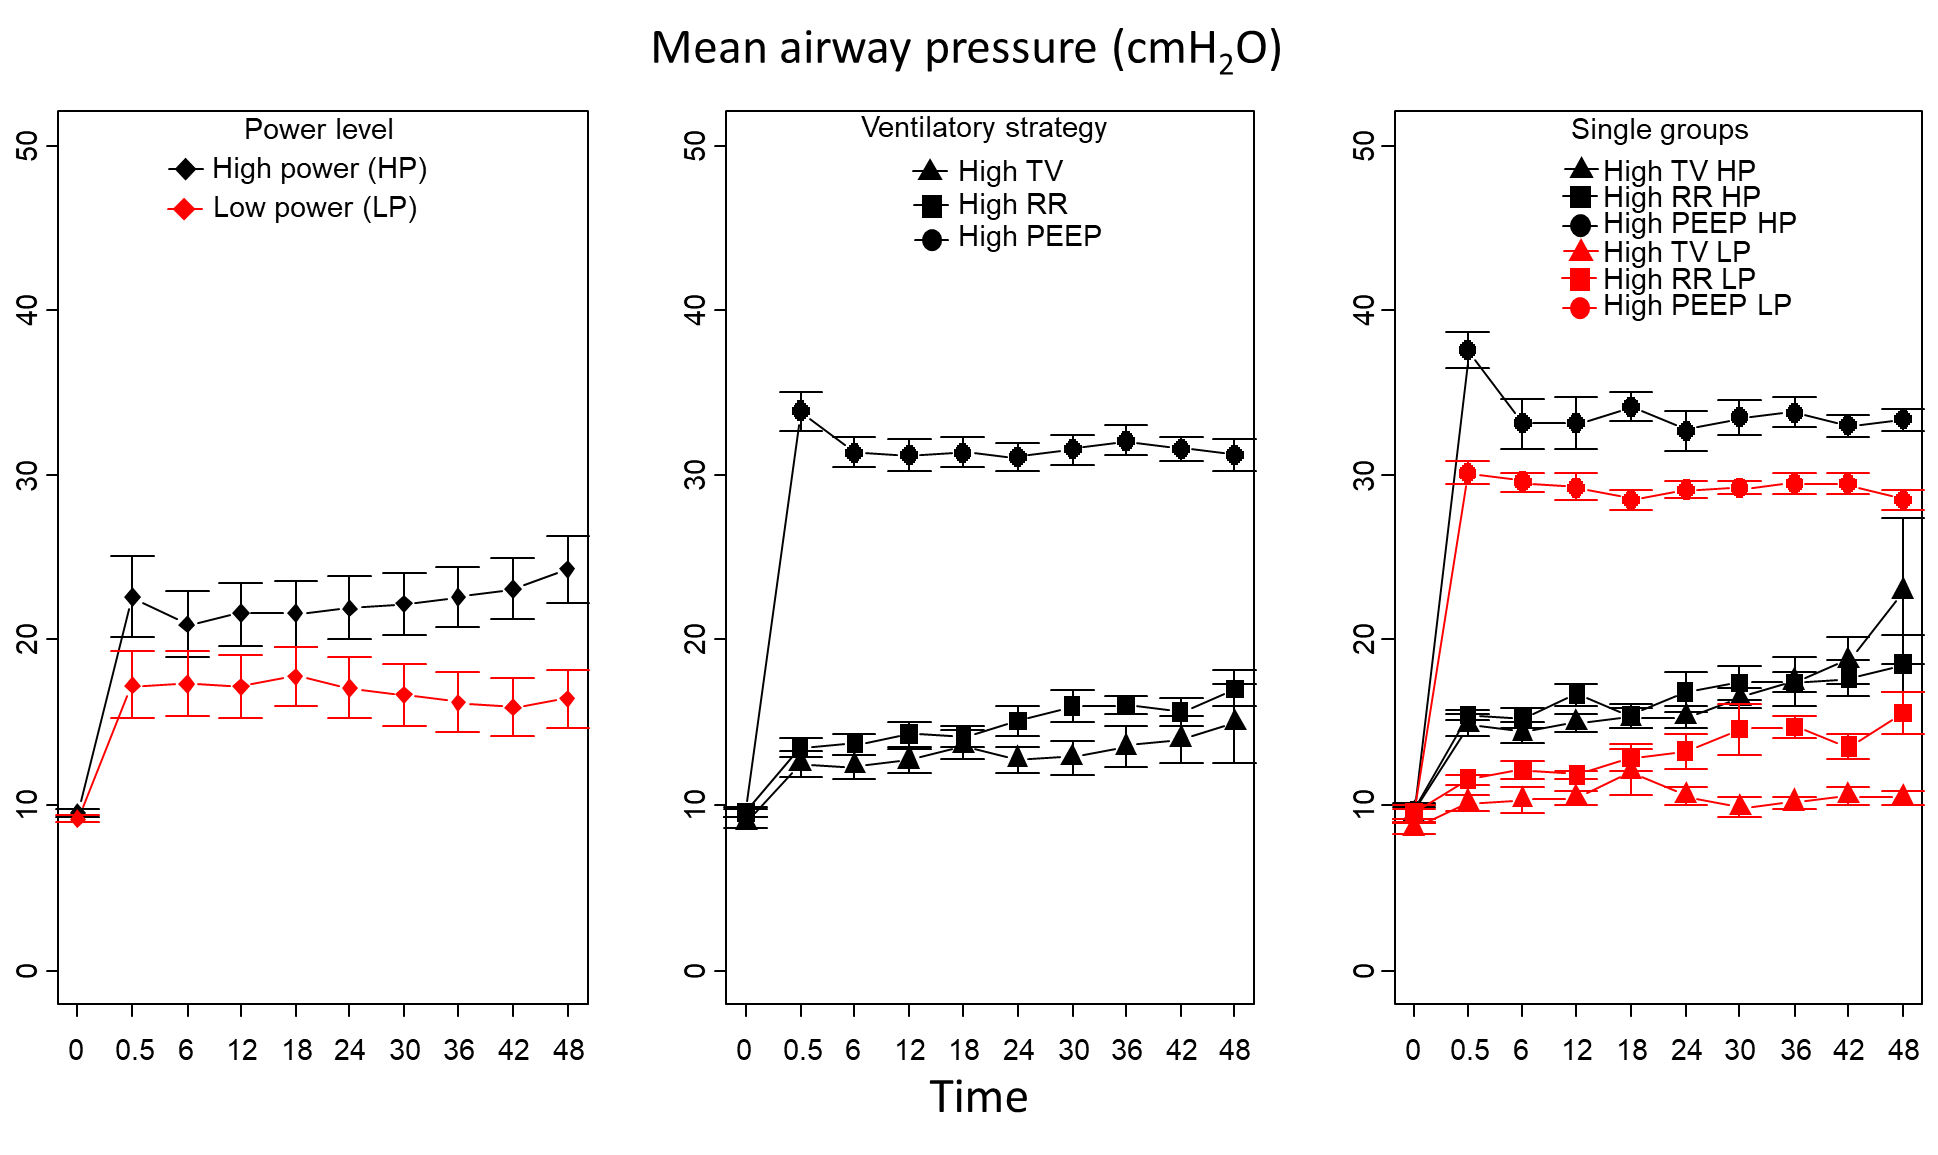 Mean airway pressure (cmH₂O)
Power level
High power (HP)
Low power (LP)
50
40
30
20
10
0
0 0.5 6 12 18 24 30 36 42 48
Ventilatory strategy
High TV
High RR
High PEEP
50
40
30
20
10
0
0 0.5 6 12 18 24 30 36 42 48
Single groups
High TV HP
High RR HP
High PEEP HP
High TV LP
High RR LP
High PEEP LP
50
40
30
20
10
0
0 0.5 6 12 18 24 30 36 42 48
Time